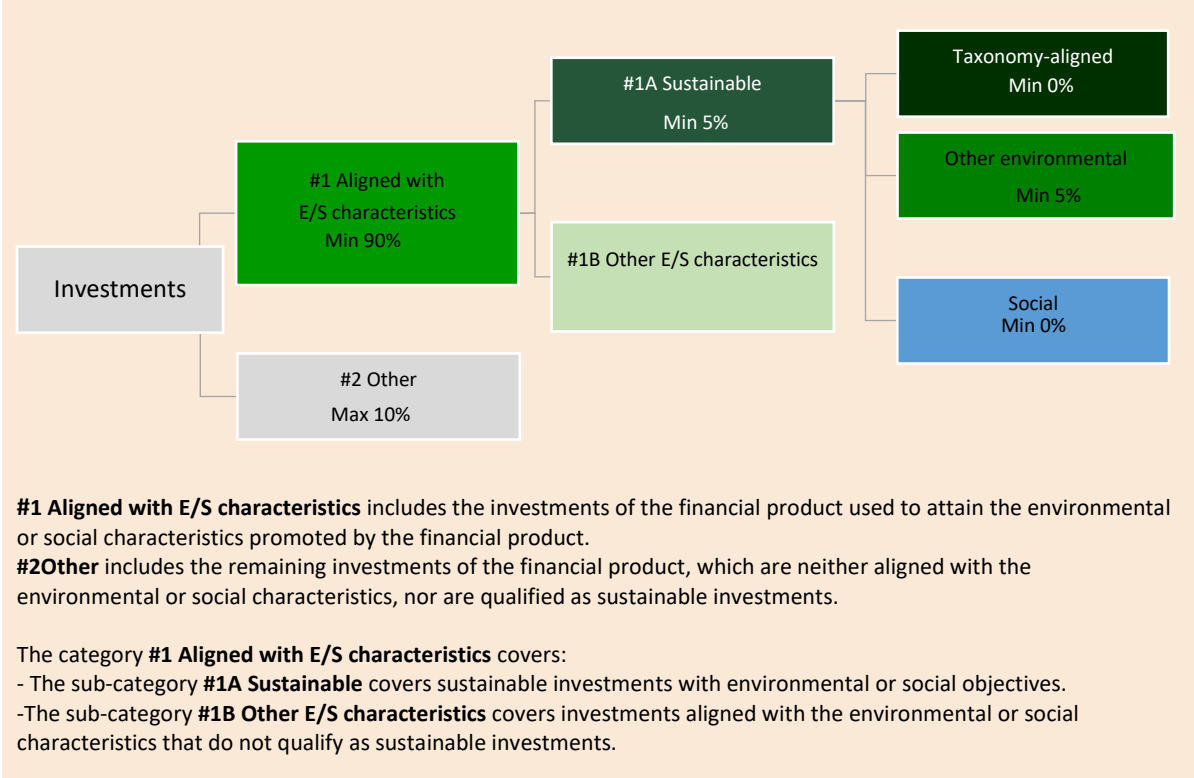 Investments
#1 Aligned with
E/S characteristics
Min 90%
#2 Other
Max 10%
#1A Sustainable
Min 5%
#1B Other E/S characteristics
Taxonomy-aligned
Min 0%
Other environmental
Min 5%
Social
Min 0%
#1 Aligned with E/S characteristics includes the investments of the financial product used to attain the environmental
or social characteristics promoted by the financial product.
#2Other includes the remaining investments of the financial product, which are neither aligned with the
environmental or social characteristics, nor are qualified as sustainable investments.
The category #1 Aligned with E/S characteristics covers:
- The sub-category #1A Sustainable covers sustainable investments with environmental or social objectives.
-The sub-category #1B Other E/S characteristics covers investments aligned with the environmental or social
characteristics that do not qualify as sustainable investments.